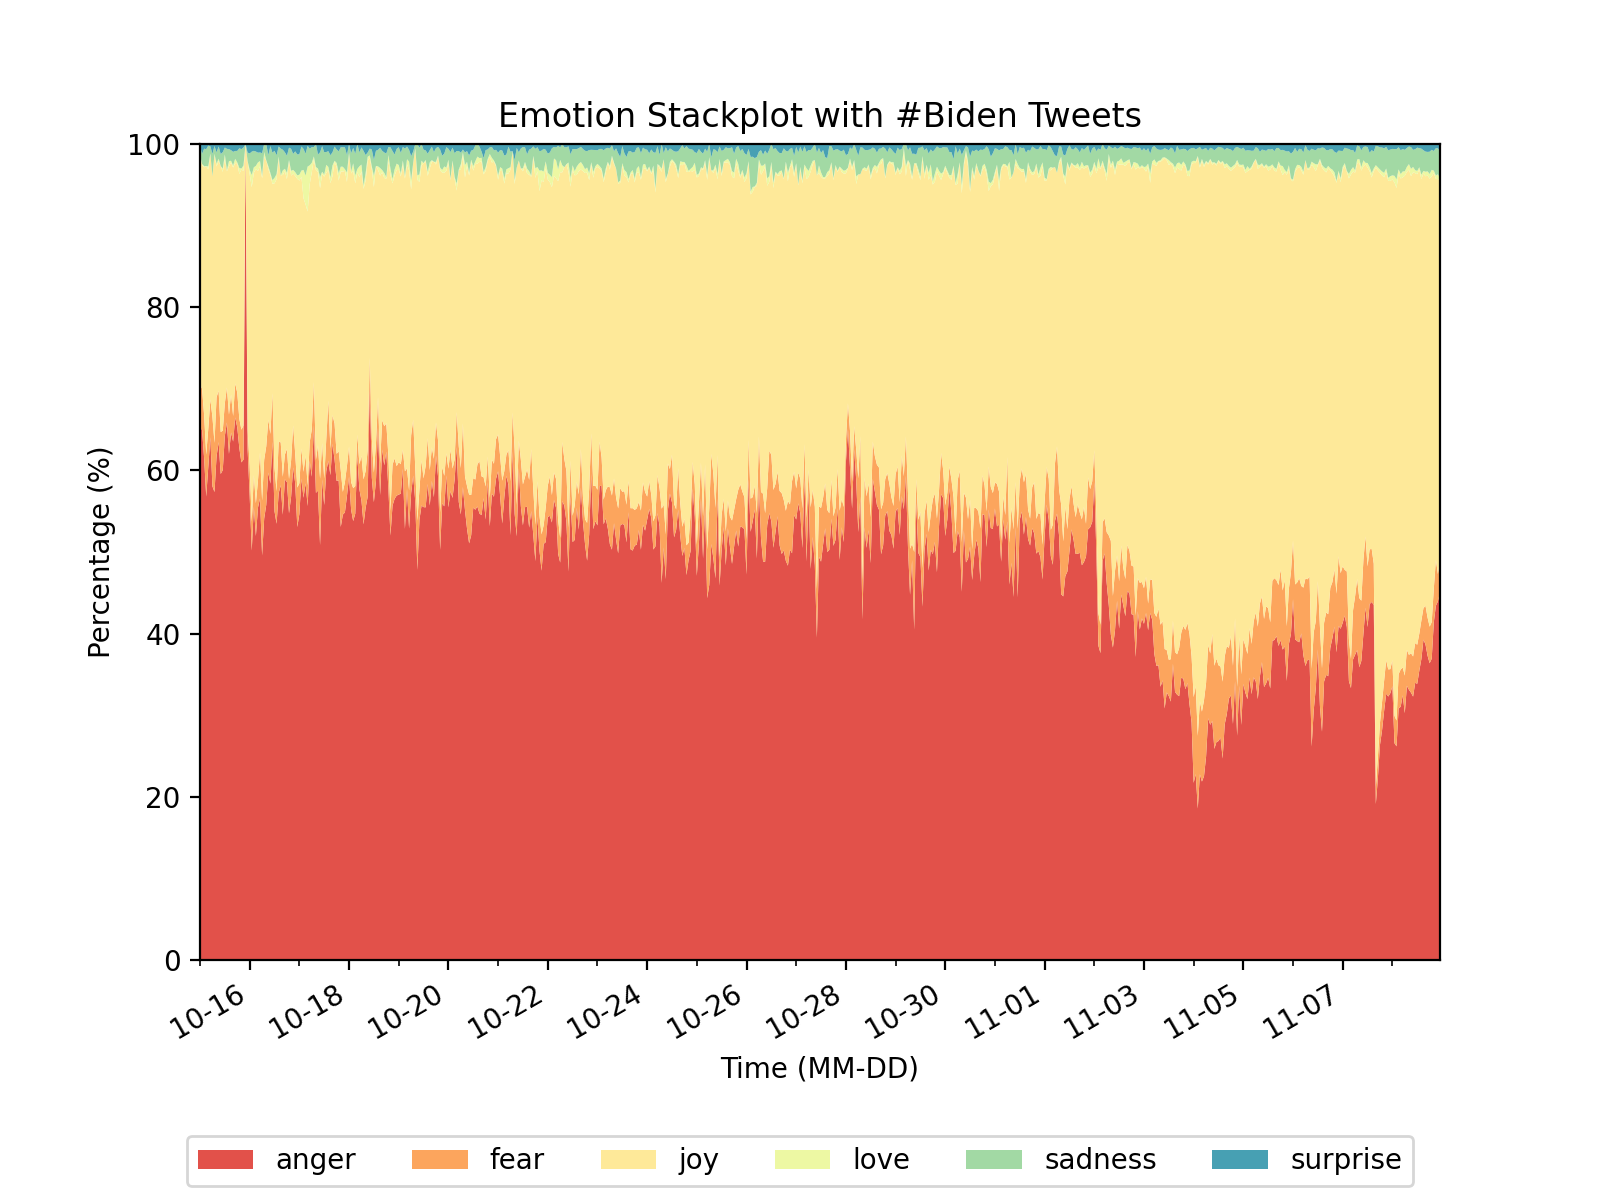 Emotion Stackplot with #Biden Tweets
100
80
60
40
20
0
Percentage (%)
10-16 10-18 10-20 10-22 10-24 10-26 10-28 10-30 11-01 11-03 11-05 11-07
Time (MM-DD)
anger fear joy love sadness surprise